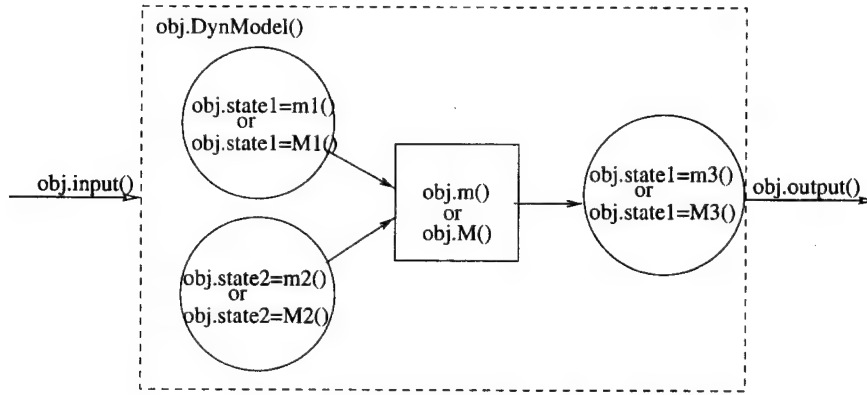 obj.DynModel()
obj.state1=m1()
or
obj.state1=M1()
obj.input()
obj.m()
or
obj.M()
obj.state1=m3()
or
obj.state1=M3()
obj.output()
obj.state2=m2()
or
obj.state2=M2()